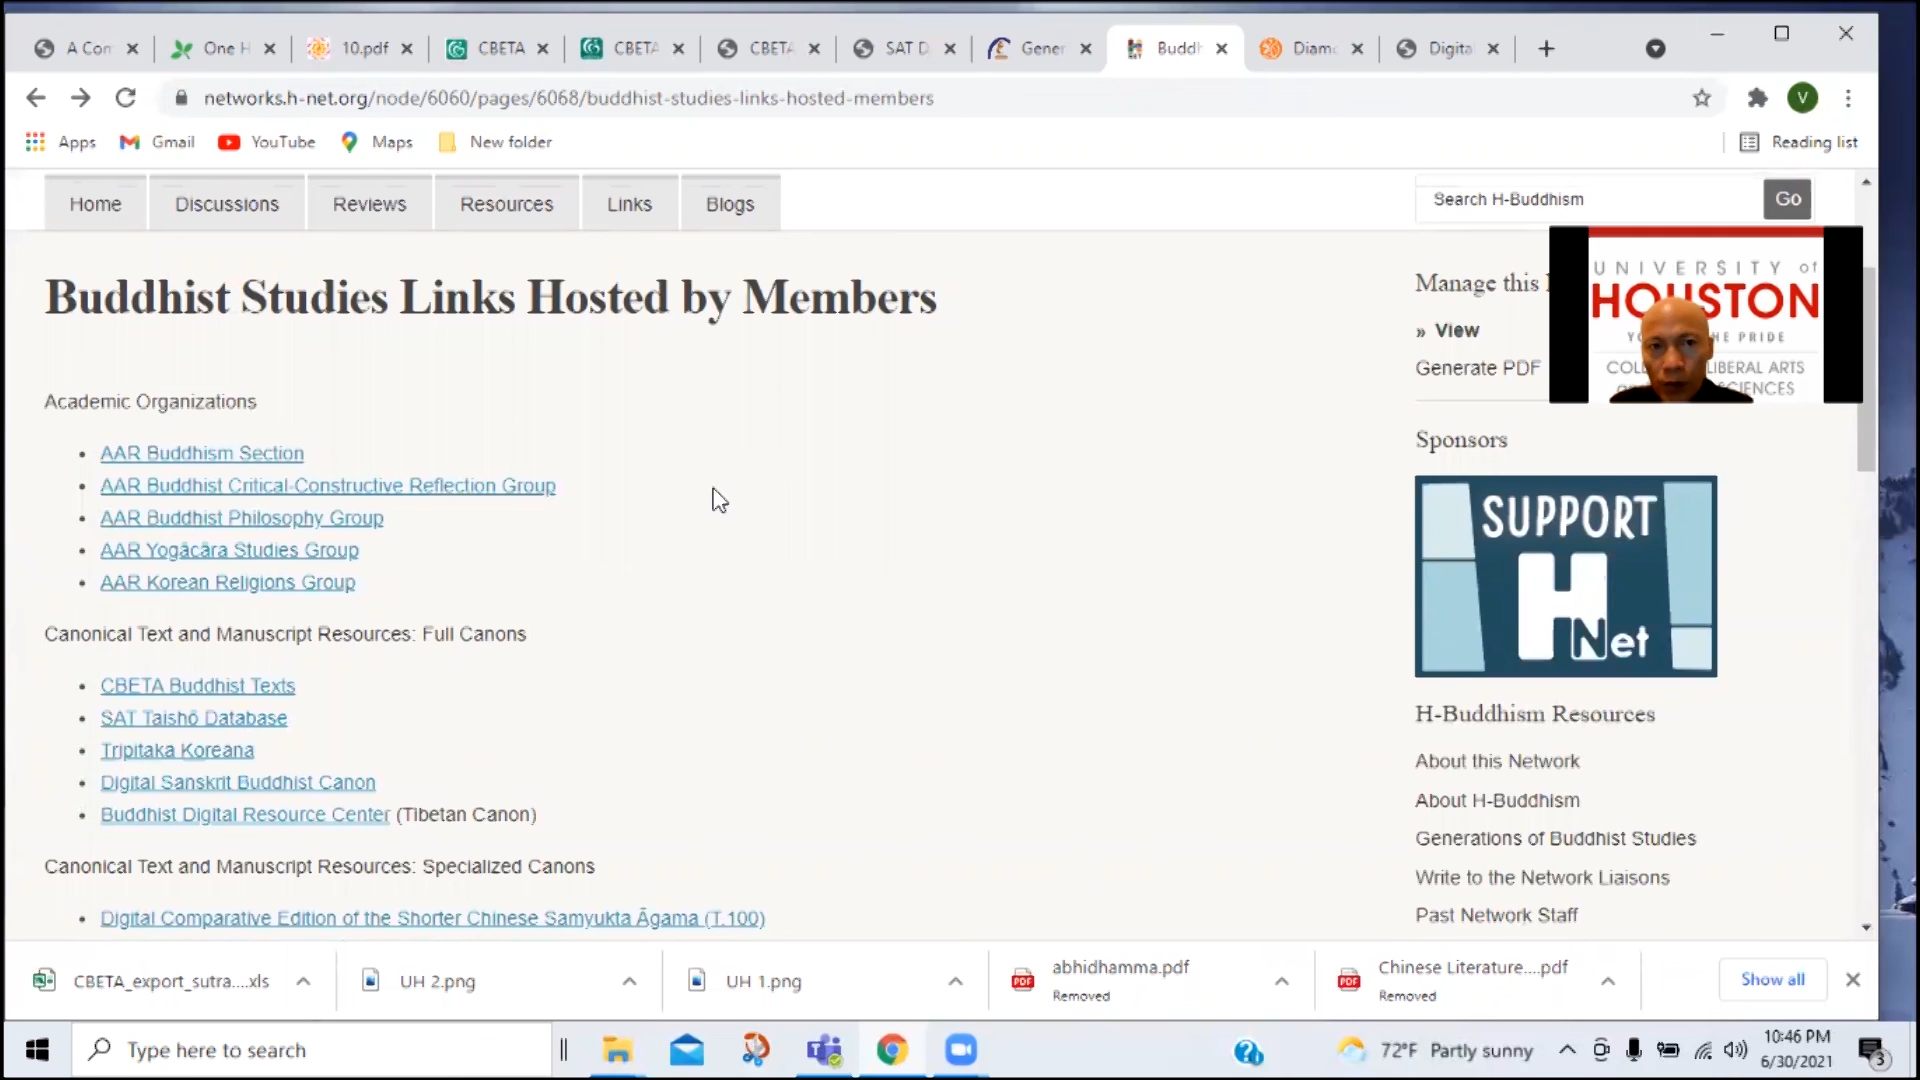 A Con
One H
10.pdf
CBETA
CBETA
CBETA
SAT D
Gener
Buddh
Diamo
Digital
networks.h-net.org/node/6060/pages/6068/buddhist-studies-links-hosted-members
V
Apps
Gmail
YouTube
Maps
New folder
Reading list
Home
Discussions
Reviews
Resources
Links
Blogs
Search H-Buddhism
Go
Buddhist Studies Links Hosted by Members
Academic Organizations
AAR Buddhism Section
AAR Buddhist Critical-Constructive Reflection Group
AAR Buddhist Philosophy Group
AAR Yogācāra Studies Group
AAR Korean Religions Group
Canonical Text and Manuscript Resources: Full Canons
CBETA Buddhist Texts
SAT Taishō Database
Tripitaka Koreana
Digital Sanskrit Buddhist Canon
Buddhist Digital Resource Center (Tibetan Canon)
Canonical Text and Manuscript Resources: Specialized Canons
Digital Comparative Edition of the Shorter Chinese Samyukta Āgama (T.100)
Manage this
» View
Generate PDF
UNIVERSITY of
HOUSTON
HE PRIDE
LIBERAL ARTS
Sponsors
SUPPORT
H
Net
H-Buddhism Resources
About this Network
About H-Buddhism
Generations of Buddhist Studies
Write to the Network Liaisons
Past Network Staff
CBETA_export_sutra....xls
UH 2.png
UH 1.png
abhidhamma.pdf
Removed
Chinese Literature....pdf
Removed
Show all
Type here to search
72°F Partly sunny
10:46 PM
6/30/2021
3